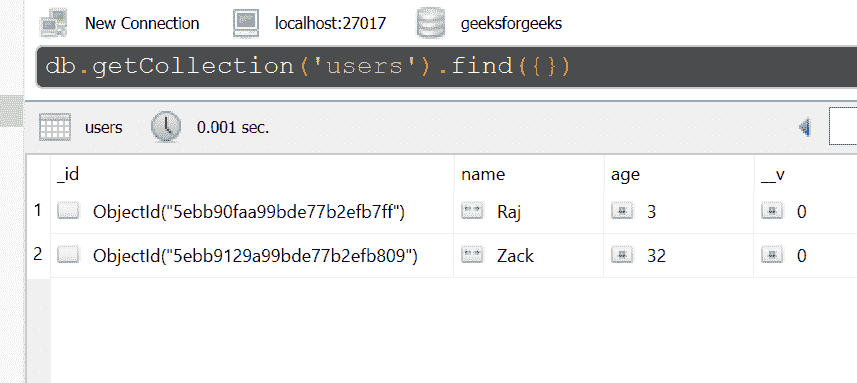 New Connection localhost:27017 geeksforgeeks
db.getCollection('users').find({})
users 0.001 sec.
_id name age __v
1 ObjectId("5ebb90faa99bde77b2efb7ff") Raj 3 0
2 ObjectId("5ebb9129a99bde77b2efb809") Zack 32 0